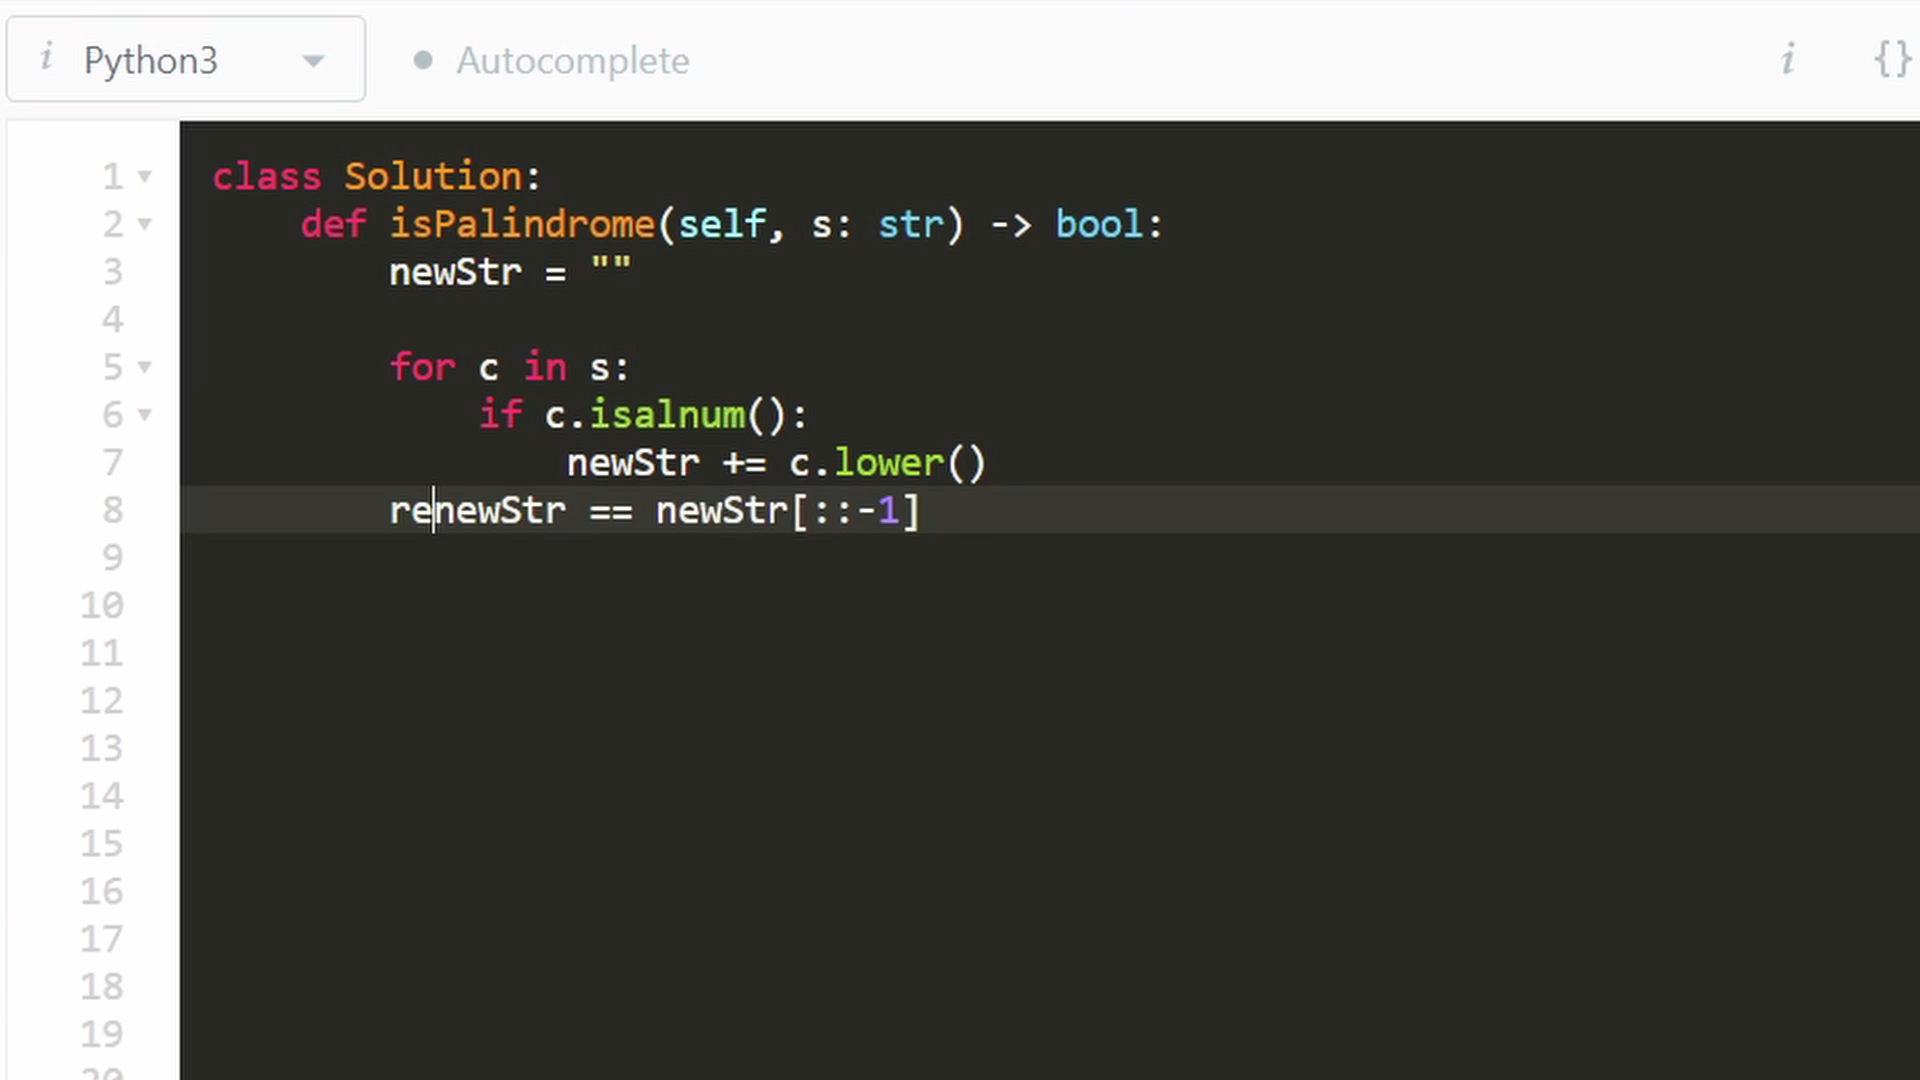 i Python3 Autocomplete i {}
1 class Solution:
2     def isPalindrome(self, s: str) -> bool:
3         newStr = ""
4
5         for c in s:
6             if c.isalnum():
7                 newStr += c.lower()
8         renewStr == newStr[::-1]
9
10
11
12
13
14
15
16
17
18
19
20